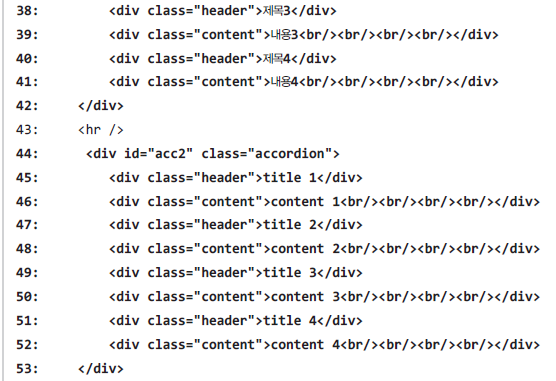 38:         <div class="header">제목3</div>
39:         <div class="content">내용3<br/><br/><br/><br/></div>
40:         <div class="header">제목4</div>
41:         <div class="content">내용4<br/><br/><br/><br/></div>
42:     </div>
43:     <hr />
44:      <div id="acc2" class="accordion">
45:         <div class="header">title 1</div>
46:         <div class="content">content 1<br/><br/><br/><br/></div>
47:         <div class="header">title 2</div>
48:         <div class="content">content 2<br/><br/><br/><br/></div>
49:         <div class="header">title 3</div>
50:         <div class="content">content 3<br/><br/><br/><br/></div>
51:         <div class="header">title 4</div>
52:         <div class="content">content 4<br/><br/><br/><br/></div>
53:     </div>